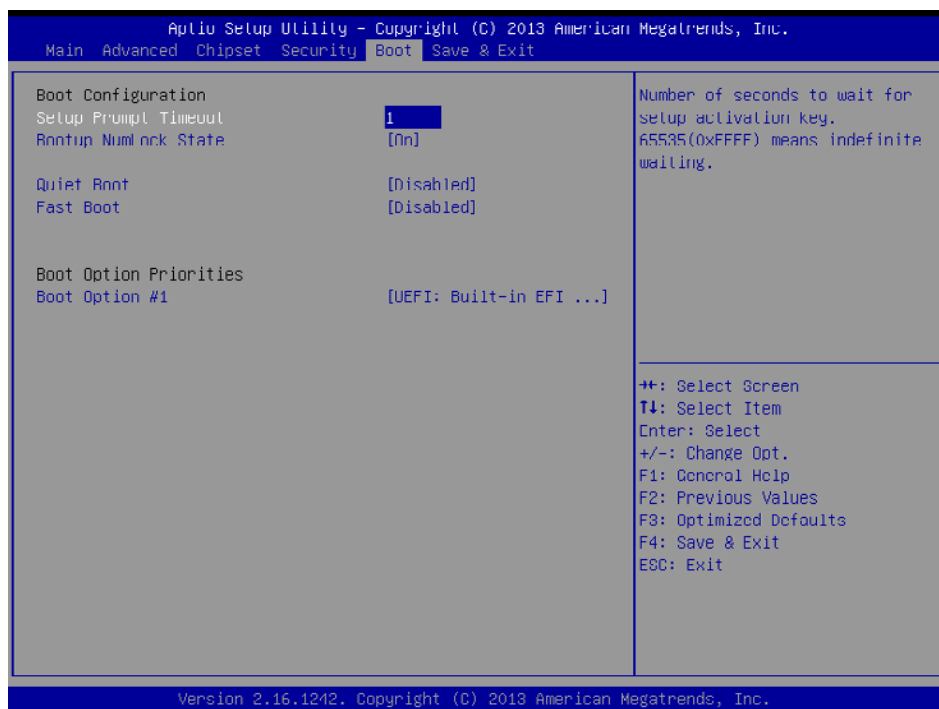 Aptio Setup Utility - Copyright (C) 2013 American Megatrends, Inc.
Main Advanced Chipset Security Boot Save & Exit
Boot Configuration
Setup Prompt Timeout 1
Bootup NumLock State [On]
Quiet Boot [Disabled]
Fast Boot [Disabled]
Boot Option Priorities
Boot Option #1 [UEFI: Built-in EFI ...]
Number of seconds to wait for
setup activation key.
65535(0xFFFF) means indefinite
waiting.
→←: Select Screen
↑↓: Select Item
Enter: Select
+/-: Change Opt.
F1: General Help
F2: Previous Values
F3: Optimized Defaults
F4: Save & Exit
ESC: Exit
Version 2.16.1242. Copyright (C) 2013 American Megatrends, Inc.